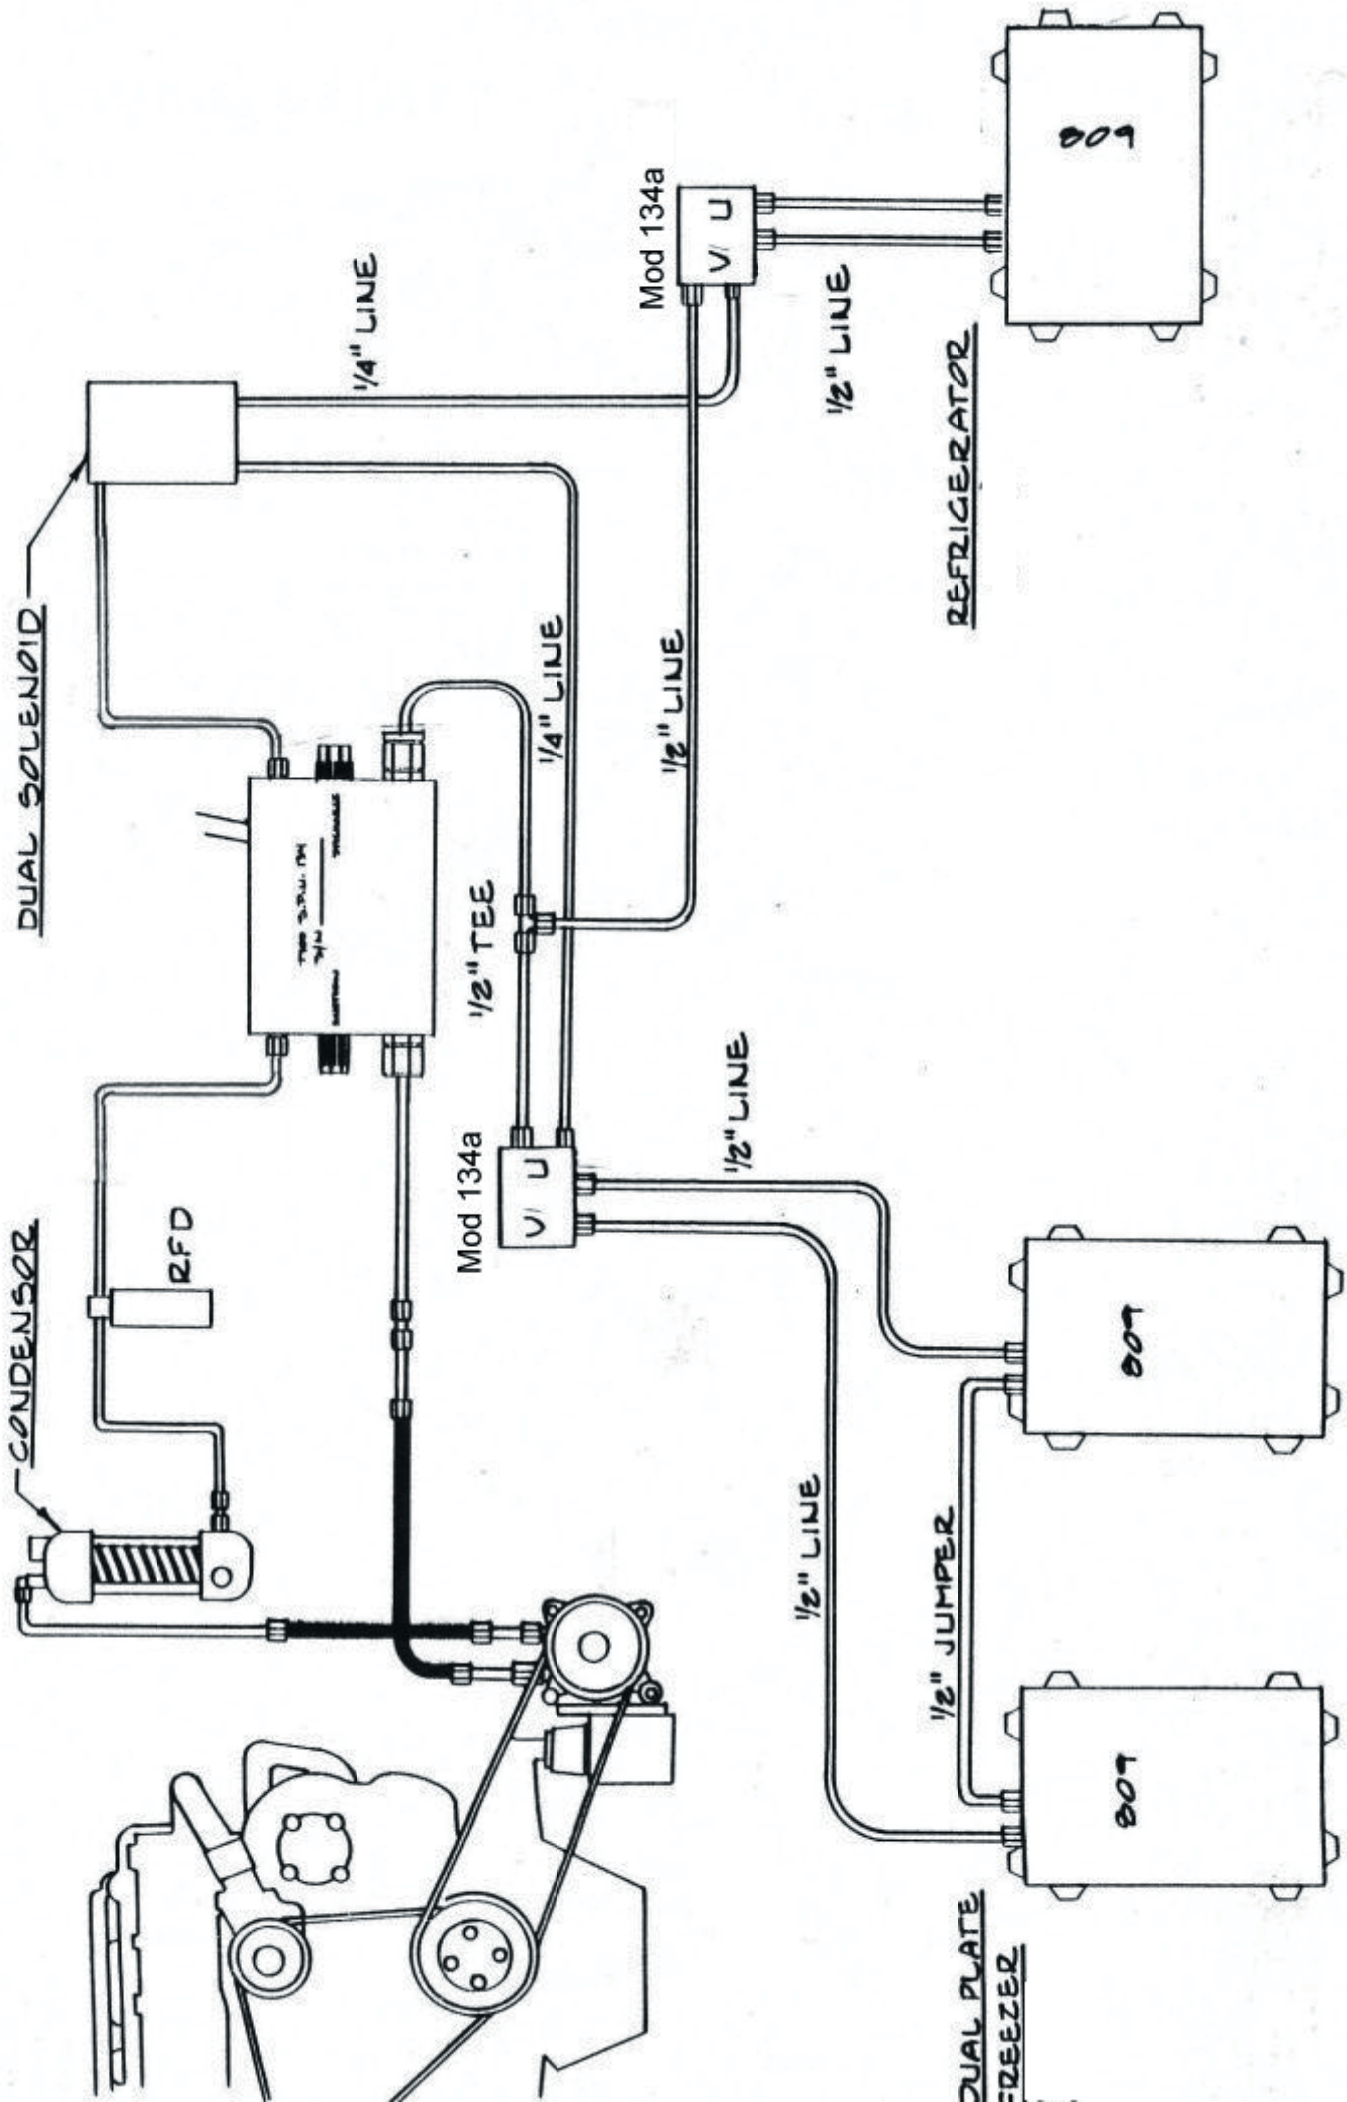 CONDENSOR
DUAL SOLENOID
RFD
1/4" LINE
1/2" TEE
Mod 134a
V U
1/4" LINE
Mod 134a
V U
1/2" LINE
1/2" LINE
1/2" LINE
1/2" LINE
1/2" JUMPER
REFRIGERATOR
DUAL PLATE
FREEZER
809
809
809